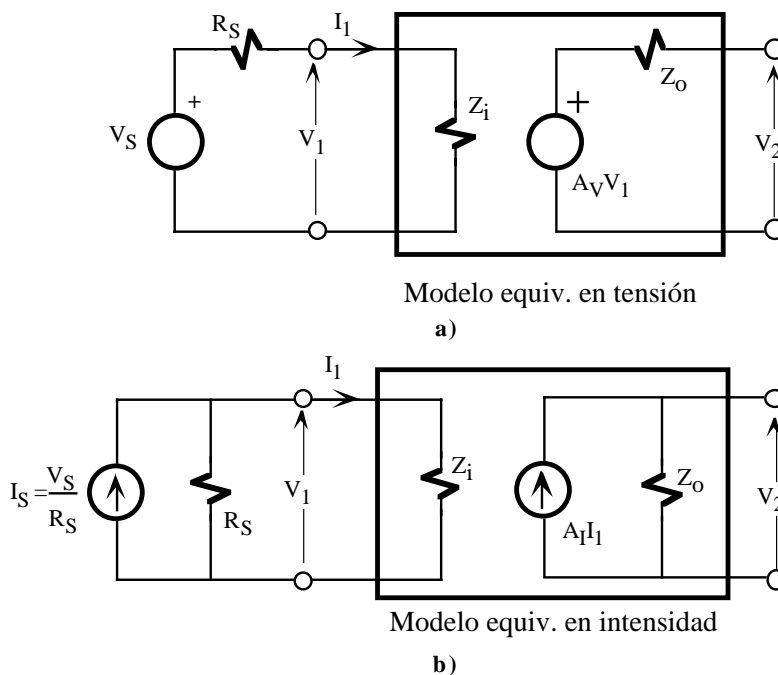 R_S
I_1
+
V_S
V_1
Z_i
+
A_V V_1
Z_o
V_2
Modelo equiv. en tensión
a)
I_1
I_S = V_S / R_S
R_S
V_1
Z_i
A_I I_1
Z_o
V_2
Modelo equiv. en intensidad
b)